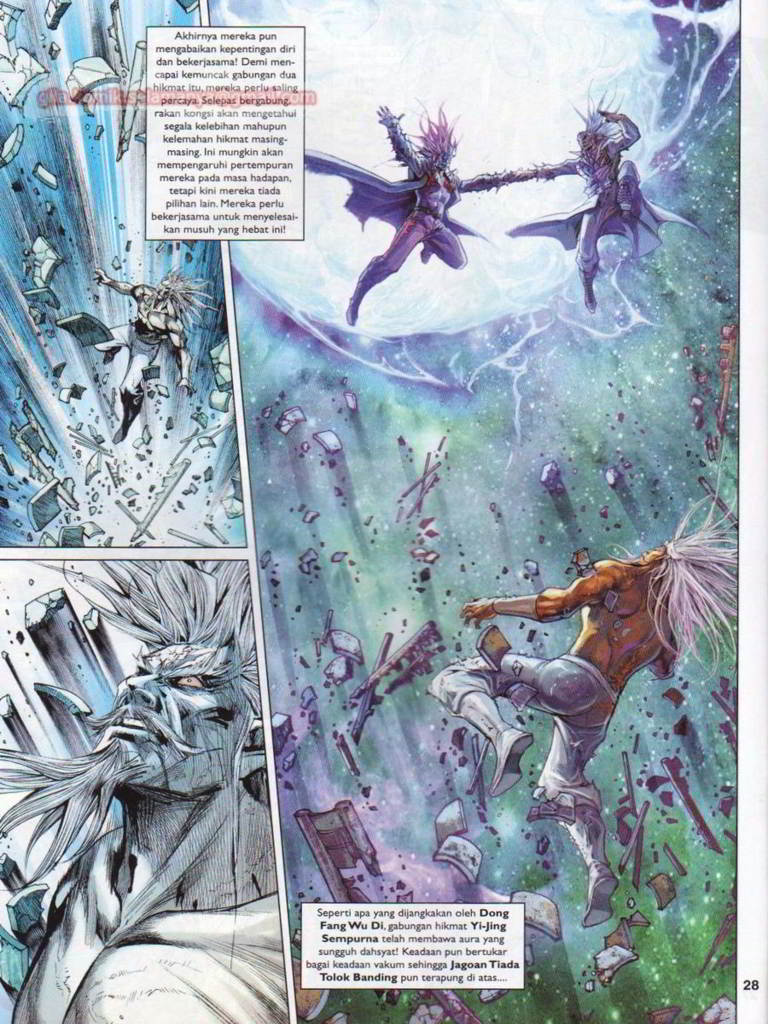 Akhirnya mereka pun
mengabaikan kepentingan diri
dan bekerjasama! Demi men-
capai kemuncak gabungan dua
hikmat itu, mereka perlu saling
percaya. Selepas bergabung,
rakan kongsi akan mengetahui
segala kelebihan mahupun
kelemahan hikmat masing-
masing. Ini mungkin akan
mempengaruhi pertempuran
mereka pada masa hadapan,
tetapi kini mereka tiada
pilihan lain. Mereka perlu
bekerjasama untuk menyelesai-
kan musuh yang hebat ini!
Seperti apa yang dijangkakan oleh Dong
Fang Wu Di, gabungan hikmat Yi-Jing
Sempurna telah membawa aura yang
sungguh dahsyat! Keadaan pun bertukar
bagai keadaan vakum sehingga Jagoan Tiada
Tolok Banding pun terapung di atas....
28